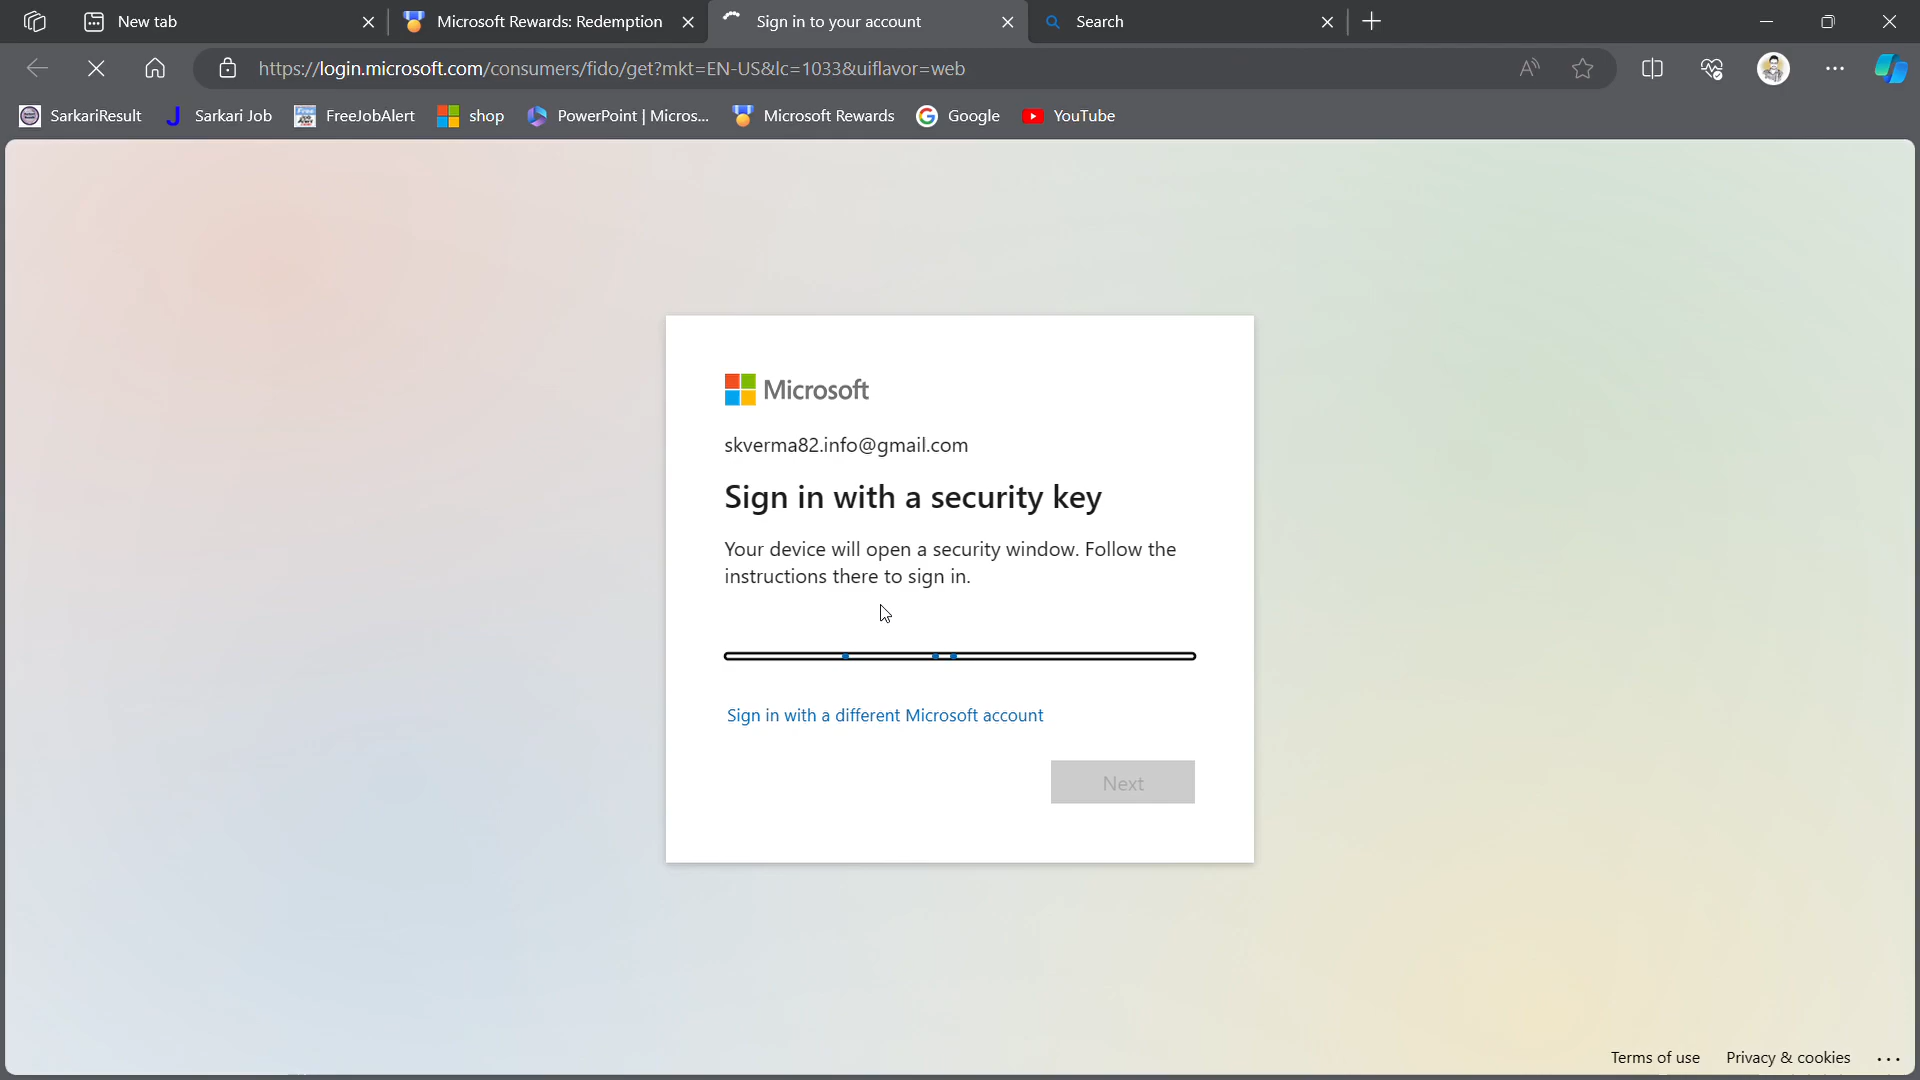 New tab
Microsoft Rewards: Redemption
Sign in to your account
Search
https://login.microsoft.com/consumers/fido/get?mkt=EN-US&lc=1033&uiflavor=web
SarkariResult
Sarkari Job
FreeJobAlert
shop
PowerPoint | Micros...
Microsoft Rewards
Google
YouTube
Microsoft
skverma82.info@gmail.com
Sign in with a security key
Your device will open a security window. Follow the
instructions there to sign in.
Sign in with a different Microsoft account
Next
Terms of use
Privacy & cookies